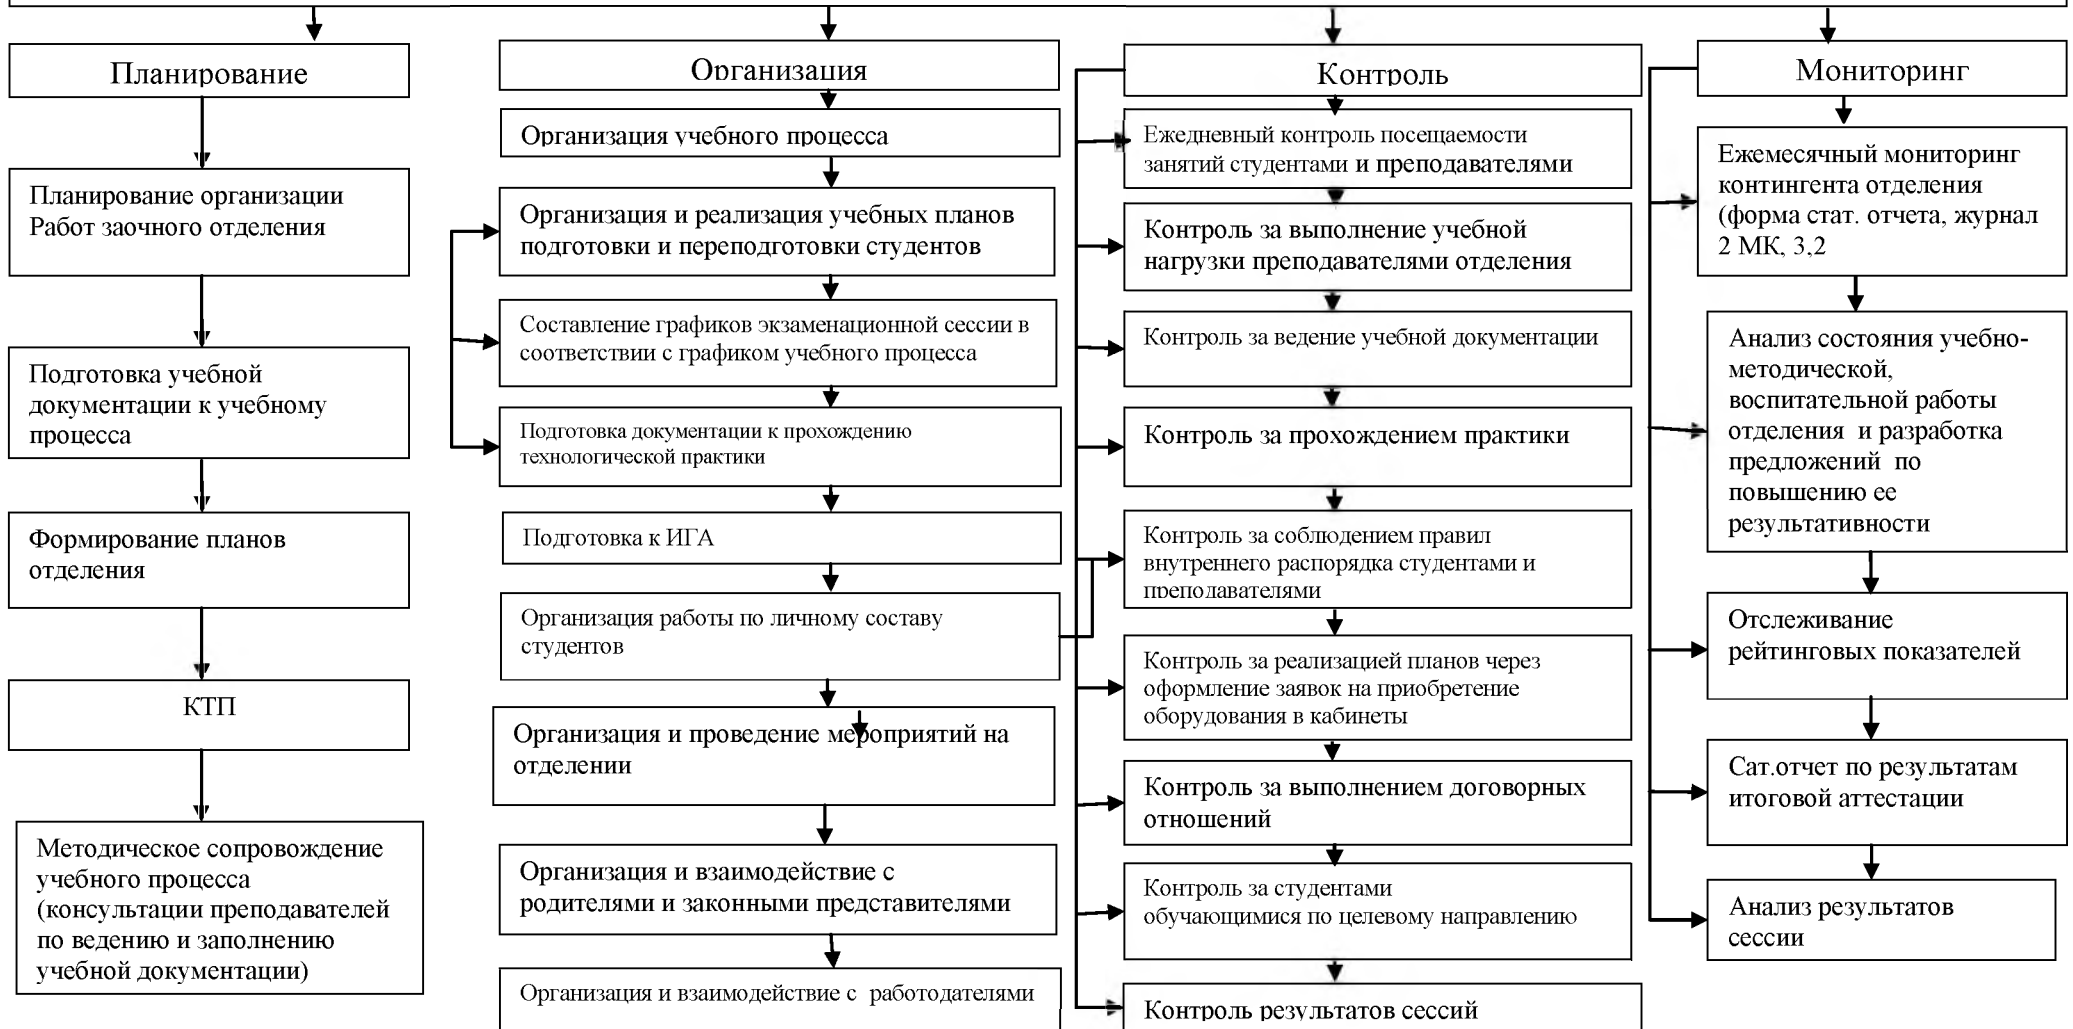 Планирование
Планирование организации
Работ заочного отделения
Подготовка учебной
документации к учебному
процесса
Формирование планов
отделения
КТП
Методическое сопровождение
учебного процесса
(консультации преподавателей
по ведению и заполнению
учебной документации)
Организация
Организация учебного процесса
Организация и реализация учебных планов
подготовки и переподготовки студентов
Составление графиков экзаменационной сессии в
соответствии с графиком учебного процесса
Подготовка документации к прохождению
технологической практики
Подготовка к ИГА
Организация работы по личному составу
студентов
Организация и проведение мероприятий на
отделении
Организация и взаимодействие с
родителями и законными представителями
Организация и взаимодействие с  работодателями
Контроль
Ежедневный контроль посещаемости
занятий студентами и преподавателями
Контроль за выполнение учебной
нагрузки преподавателями отделения
Контроль за ведение учебной документации
Контроль за прохождением практики
Контроль за соблюдением правил
внутреннего распорядка студентами и
преподавателями
Контроль за реализацией планов через
оформление заявок на приобретение
оборудования в кабинеты
Контроль за выполнением договорных
отношений
Контроль за студентами
обучающимися по целевому направлению
Контроль результатов сессий
Мониторинг
Ежемесячный мониторинг
контингента отделения
(форма стат. отчета, журнал
2 МК, 3,2
Анализ состояния учебно-
методической,
воспитательной работы
отделения  и разработка
предложений  по
повышению ее
результативности
Отслеживание
рейтинговых показателей
Сат.отчет по результатам
итоговой аттестации
Анализ результатов
сессии